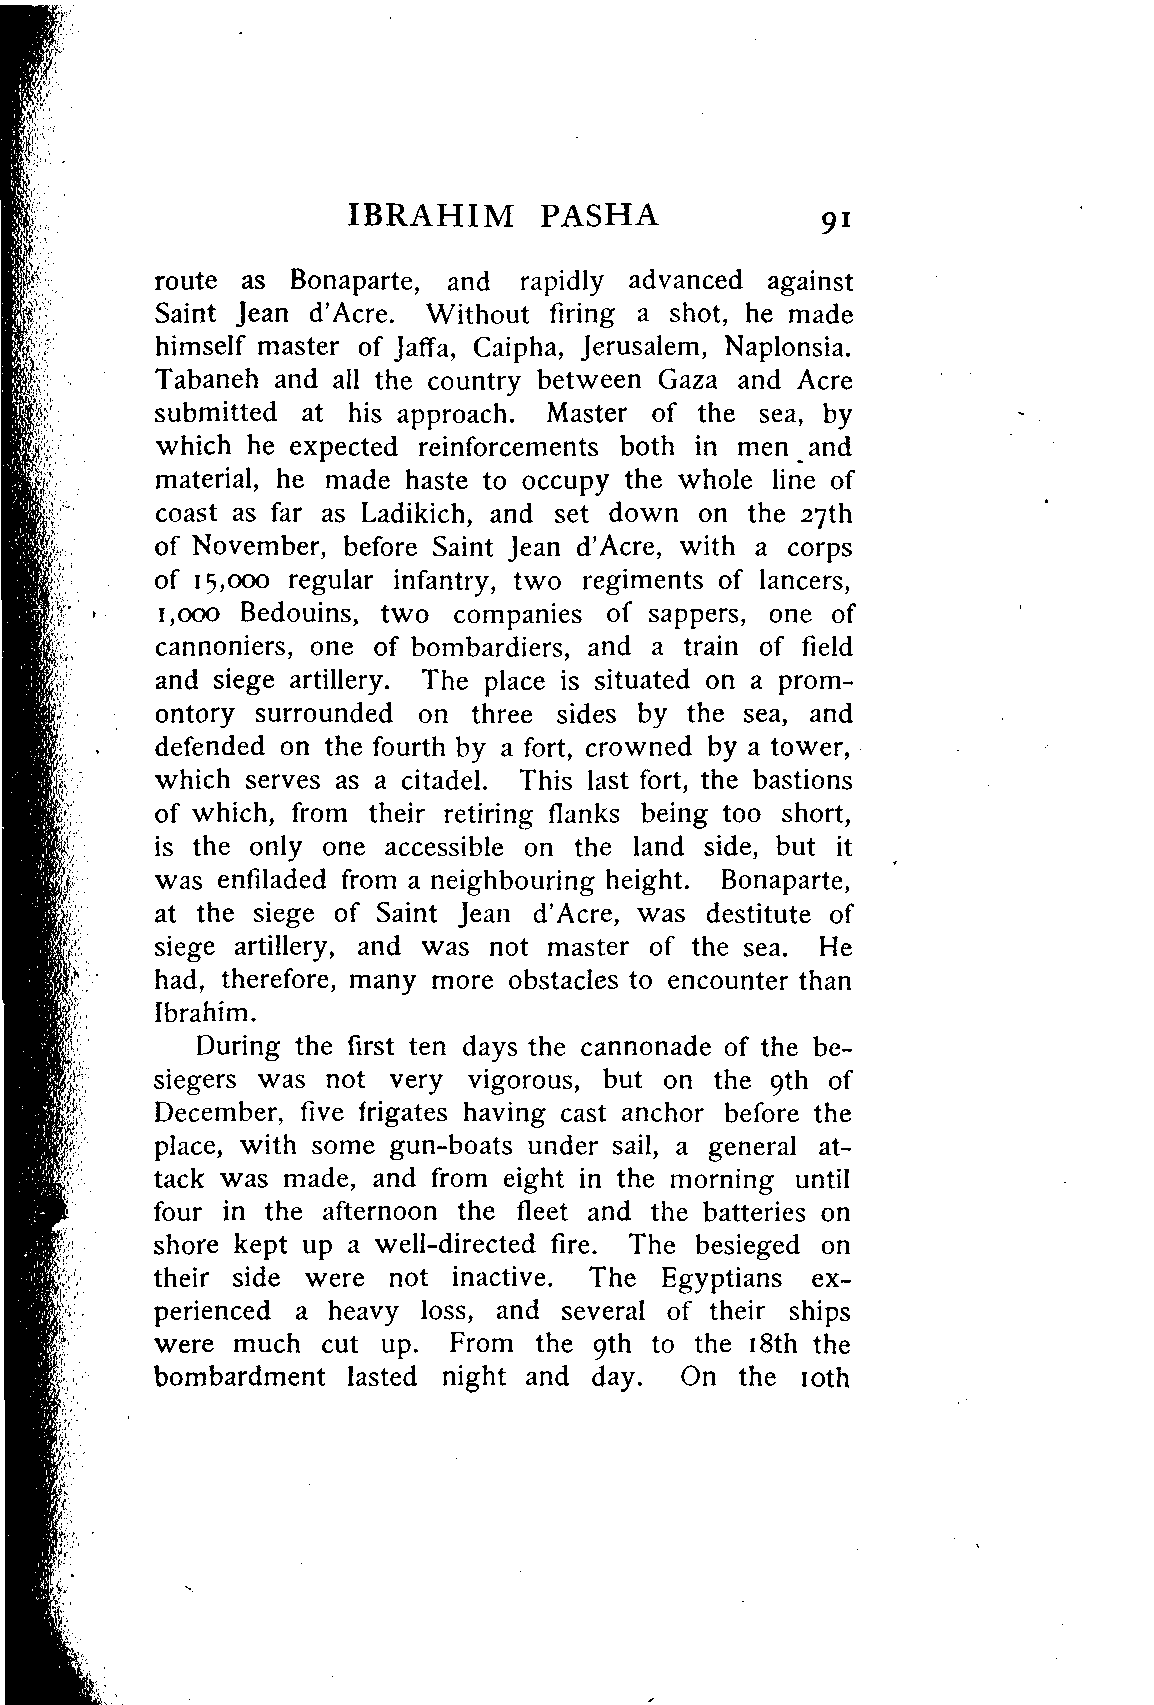 IBRAHIM PASHA 91
route as Bonaparte, and rapidly advanced against
Saint Jean d'Acre. Without firing a shot, he made
himself master of Jaffa, Caipha, Jerusalem, Naplonsia.
Tabaneh and all the country between Gaza and Acre
submitted at his approach. Master of the sea, by
which he expected reinforcements both in men and
material, he made haste to occupy the whole line of
coast as far as Ladikich, and set down on the 27th
of November, before Saint Jean d'Acre, with a corps
of 15,000 regular infantry, two regiments of lancers,
1,000 Bedouins, two companies of sappers, one of
cannoniers, one of bombardiers, and a train of field
and siege artillery. The place is situated on a prom-
ontory surrounded on three sides by the sea, and
defended on the fourth by a fort, crowned by a tower,
which serves as a citadel. This last fort, the bastions
of which, from their retiring flanks being too short,
is the only one accessible on the land side, but it
was enfiladed from a neighbouring height. Bonaparte,
at the siege of Saint Jean d'Acre, was destitute of
siege artillery, and was not master of the sea. He
had, therefore, many more obstacles to encounter than
Ibrahim.
During the first ten days the cannonade of the be-
siegers was not very vigorous, but on the 9th of
December, five frigates having cast anchor before the
place, with some gun-boats under sail, a general at-
tack was made, and from eight in the morning until
four in the afternoon the fleet and the batteries on
shore kept up a well-directed fire. The besieged on
their side were not inactive. The Egyptians ex-
perienced a heavy loss, and several of their ships
were much cut up. From the 9th to the 18th the
bombardment lasted night and day. On the 10th